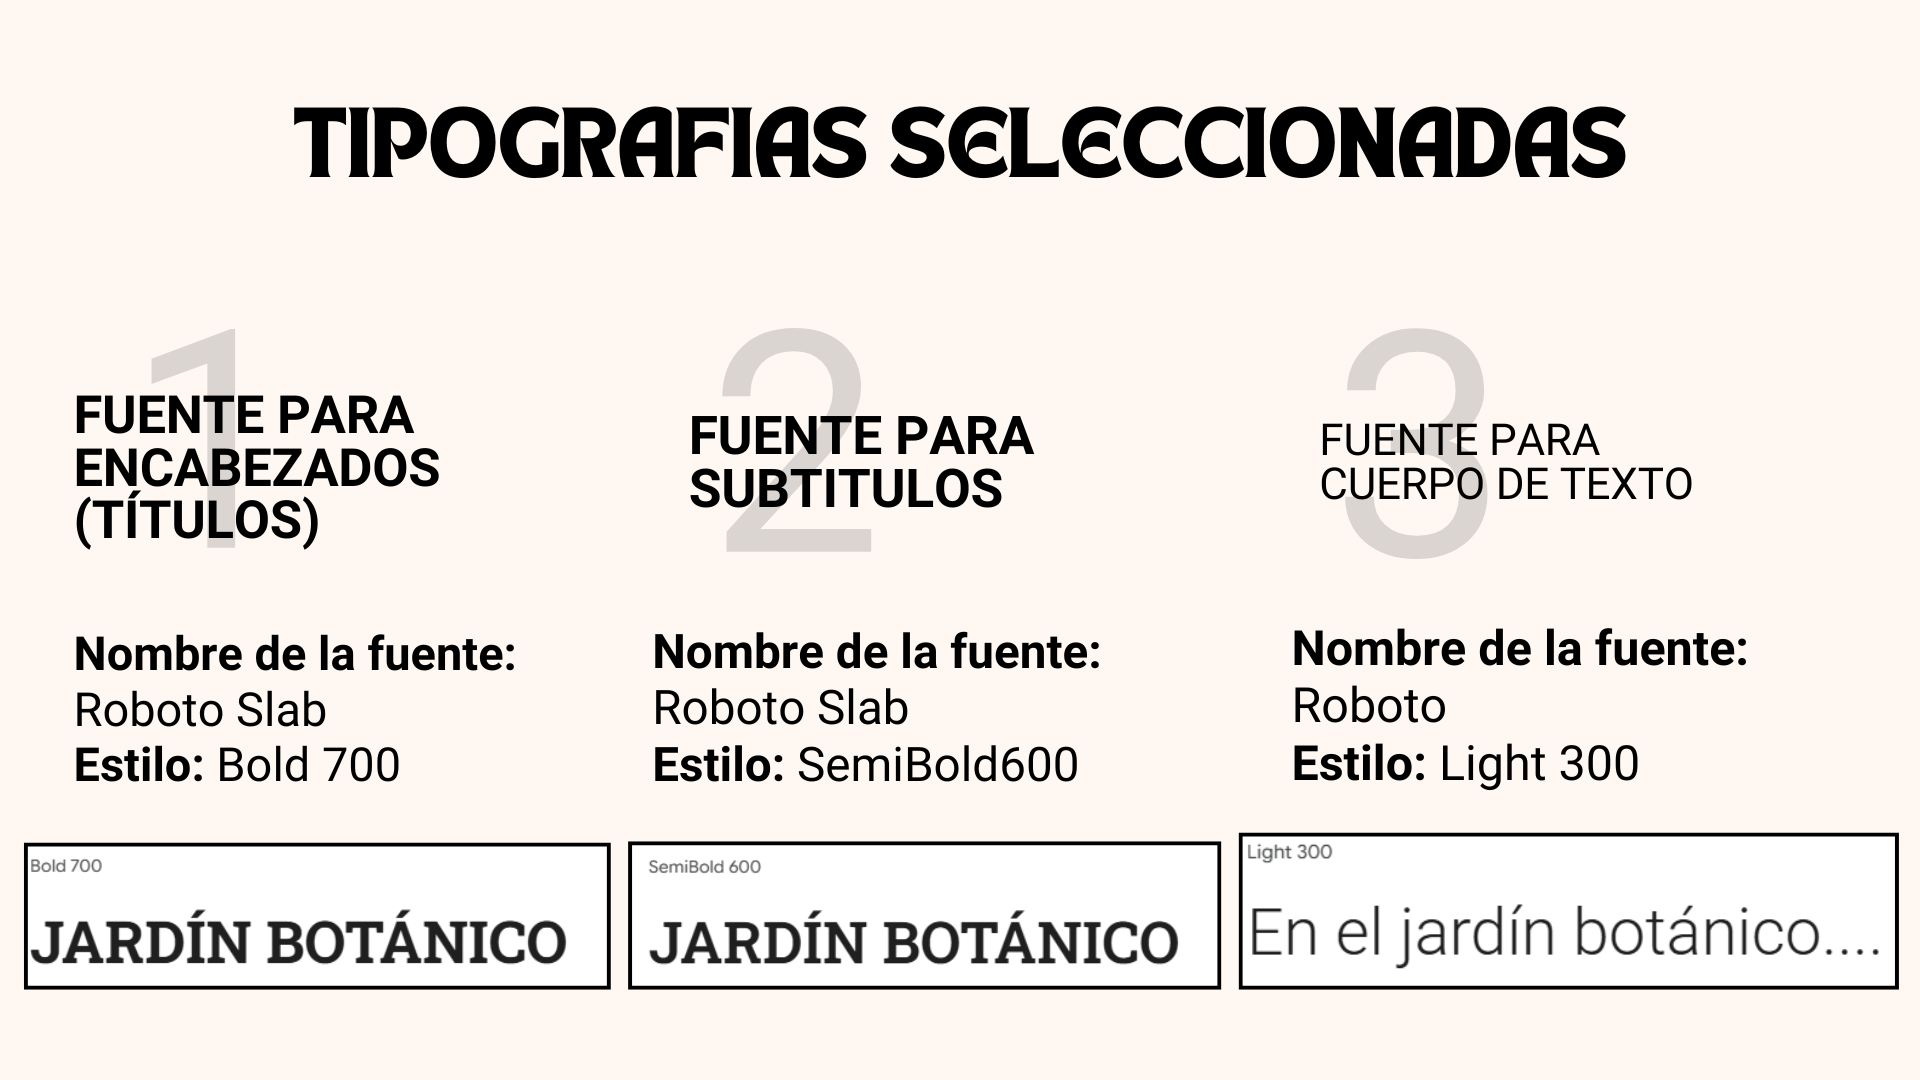 TIPOGRAFIAS SELECCIONADAS
1
FUENTE PARA
ENCABEZADOS
(TÍTULOS)
Nombre de la fuente:
Roboto Slab
Estilo: Bold 700
Bold 700
JARDÍN BOTÁNICO
2
FUENTE PARA
SUBTITULOS
Nombre de la fuente:
Roboto Slab
Estilo: SemiBold600
SemiBold 600
JARDÍN BOTÁNICO
3
FUENTE PARA
CUERPO DE TEXTO
Nombre de la fuente:
Roboto
Estilo: Light 300
Light 300
En el jardín botánico....